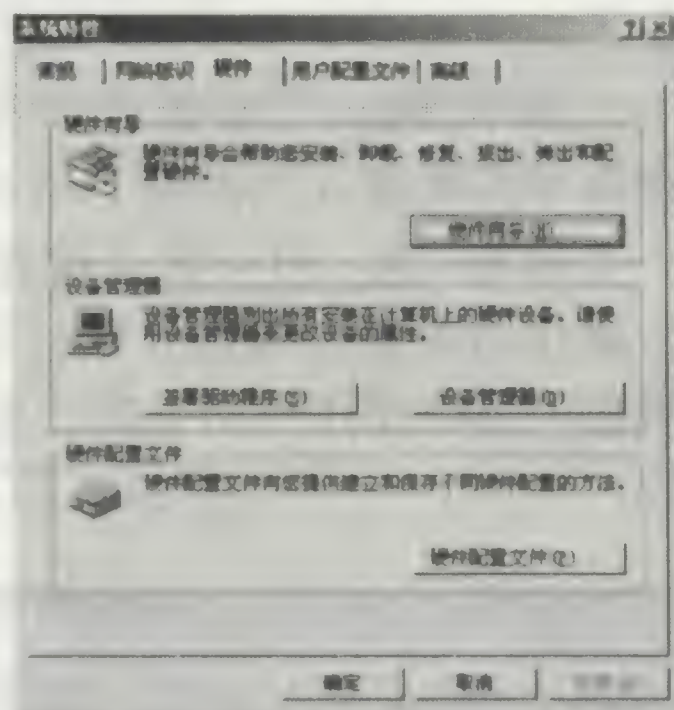 系统特性
常规 网络标识 硬件 用户配置文件 高级
硬件向导
硬件向导会帮助您安装、卸载、修复、拔出、弹出和配
置硬件。
硬件向导(H)
设备管理器
设备管理器列出所有安装在计算机上的硬件设备。请使
用设备管理器来更改设备的属性。
签署驱动程序(S)
设备管理器(D)
硬件配置文件
硬件配置文件向您提供建立和保存不同硬件配置的方法。
硬件配置文件(P)
确定 取消